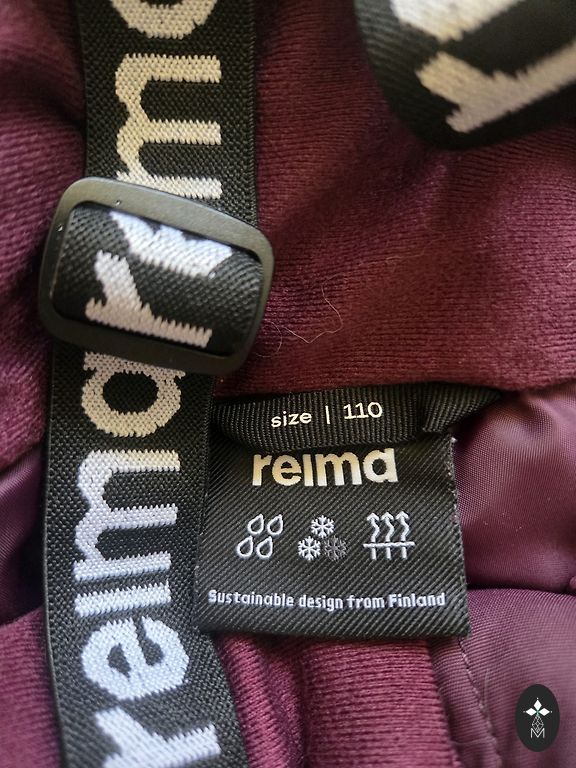 reima
reima
size | 110
reima
Sustainable design from Finland